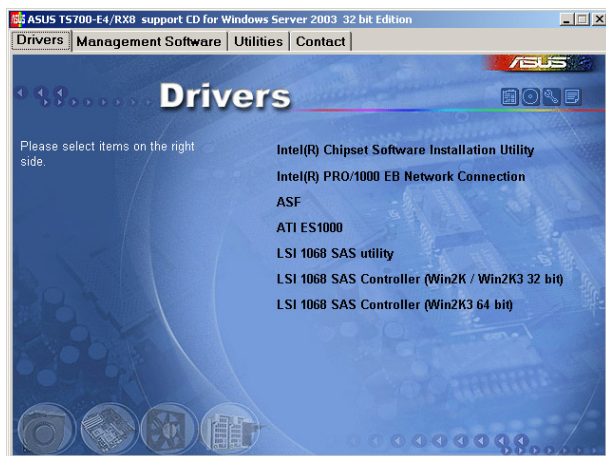 ASUS TS700-E4/RX8 support CD for Windows Server 2003 32 bit Edition
Drivers Management Software Utilities Contact
ASUS
Drivers
Please select items on the right
side.
Intel(R) Chipset Software Installation Utility
Intel(R) PRO/1000 EB Network Connection
ASF
ATI ES1000
LSI 1068 SAS utility
LSI 1068 SAS Controller (Win2K / Win2K3 32 bit)
LSI 1068 SAS Controller (Win2K3 64 bit)